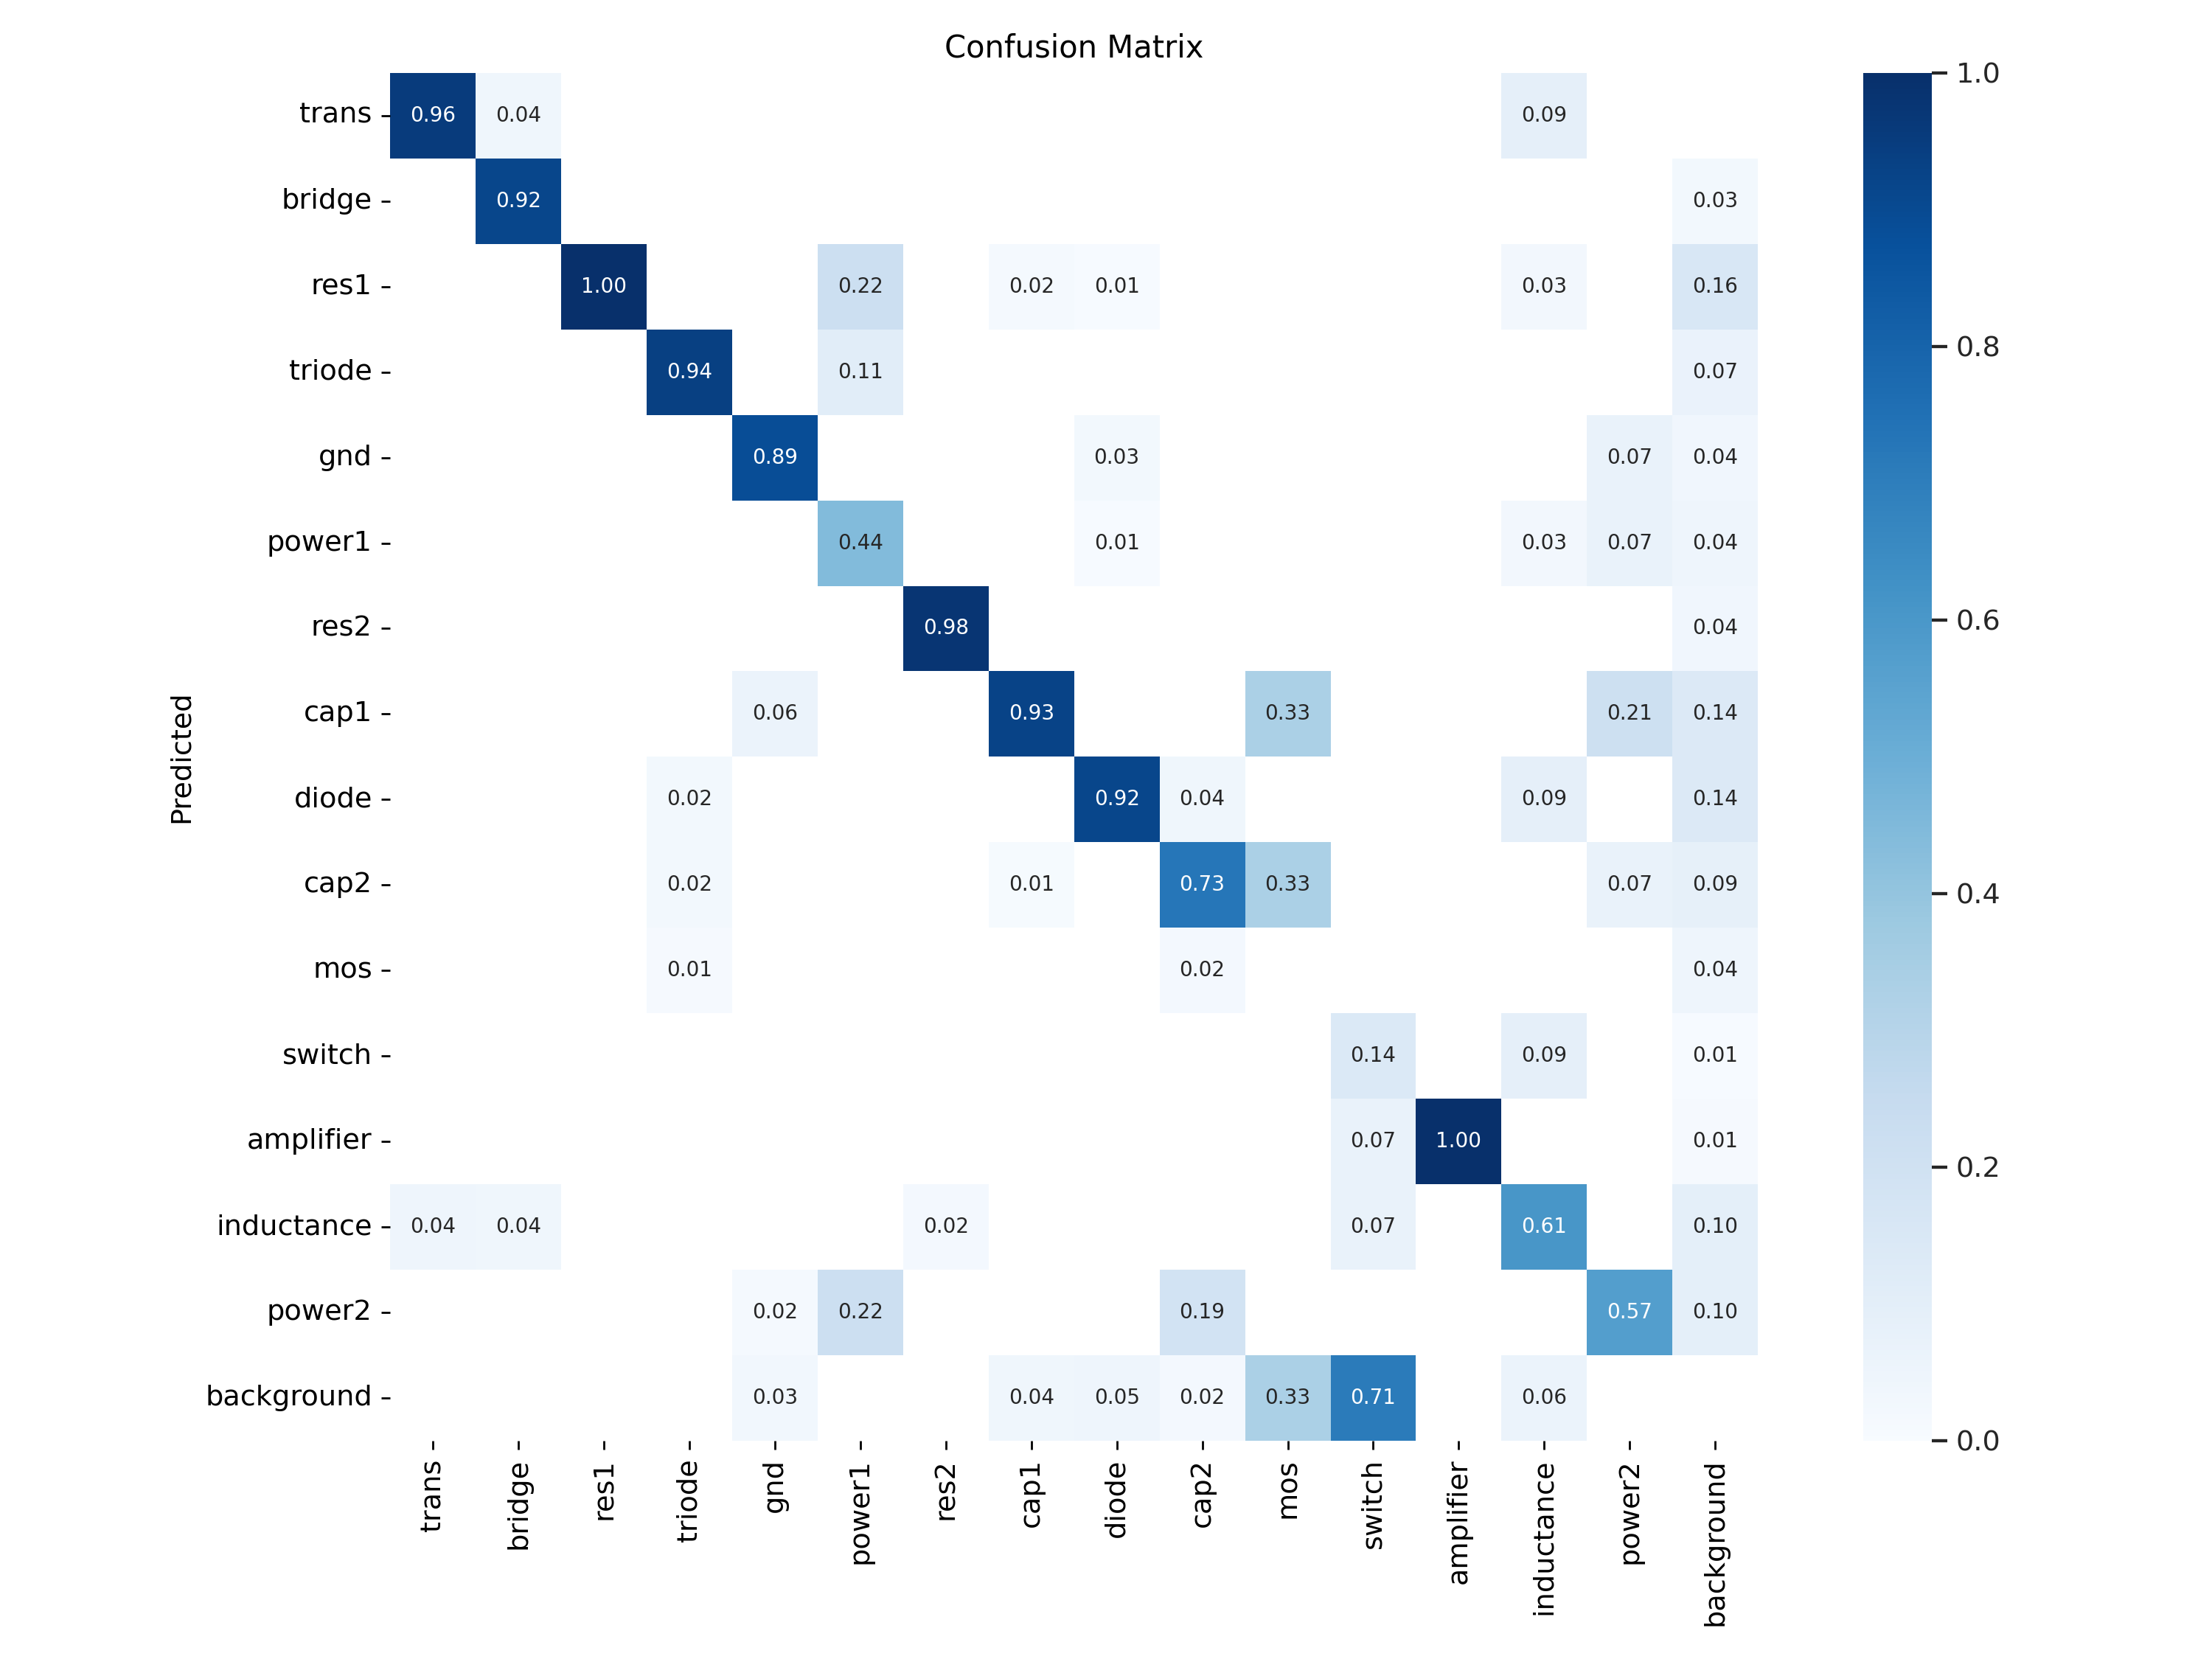 Confusion Matrix
trans 0.96 0.04 0.09
bridge 0.92 0.03
res1 1.00 0.22 0.02 0.01 0.03 0.16
triode 0.94 0.11 0.07
gnd 0.89 0.03 0.07 0.04
power1 0.44 0.01 0.03 0.07 0.04
res2 0.98 0.04
cap1 0.06 0.93 0.33 0.21 0.14
diode 0.02 0.92 0.04 0.09 0.14
cap2 0.02 0.01 0.73 0.33 0.07 0.09
mos 0.01 0.02 0.04
switch 0.14 0.09 0.01
amplifier 0.07 1.00 0.01
inductance 0.04 0.04 0.02 0.07 0.61 0.10
power2 0.02 0.22 0.19 0.57 0.10
background 0.03 0.04 0.05 0.02 0.33 0.71 0.06
Predicted
trans bridge res1 triode gnd power1 res2 cap1 diode cap2 mos switch amplifier inductance power2 background
1.0
0.8
0.6
0.4
0.2
0.0